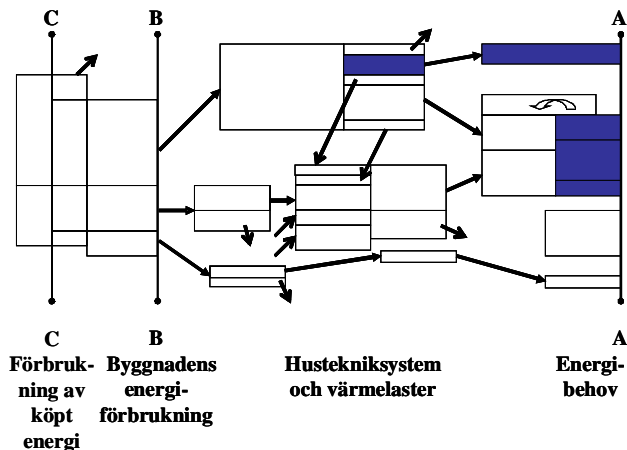 C B A
C B A
Förbruk- Byggnadens Hustekniksystem Energi-
ning av energi- och värmelaster behov
köpt förbrukning
energi